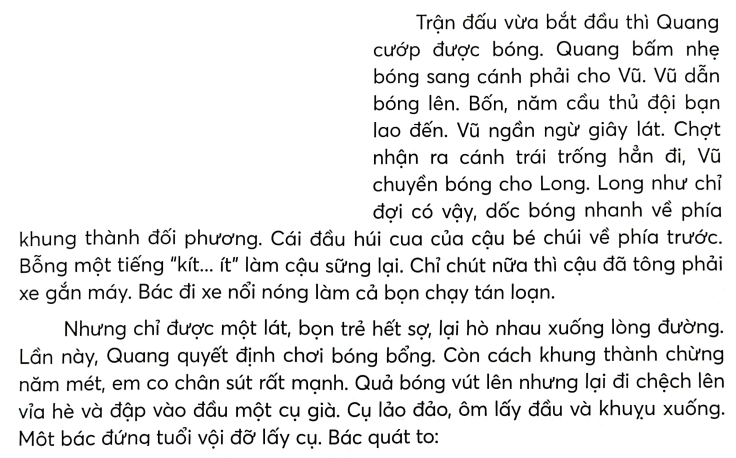 Trận đấu vừa bắt đầu thì Quang
cướp được bóng. Quang bấm nhẹ
bóng sang cánh phải cho Vũ. Vũ dẫn
bóng lên. Bốn, năm cầu thủ đội bạn
lao đến. Vũ ngần ngừ giây lát. Chợt
nhận ra cánh trái trống hẳn đi, Vũ
chuyền bóng cho Long. Long như chỉ
đợi có vậy, dốc bóng nhanh về phía
khung thành đối phương. Cái đầu húi cua của cậu bé chúi về phía trước.
Bỗng một tiếng “kít... ít” làm cậu sững lại. Chỉ chút nữa thì cậu đã tông phải
xe gắn máy. Bác đi xe nổi nóng làm cả bọn chạy tán loạn.
Nhưng chỉ được một lát, bọn trẻ hết sợ, lại hò nhau xuống lòng đường.
Lần này, Quang quyết định chơi bóng bổng. Còn cách khung thành chừng
năm mét, em co chân sút rất mạnh. Quả bóng vút lên nhưng lại đi chệch lên
vỉa hè và đập vào đầu một cụ già. Cụ lảo đảo, ôm lấy đầu và khuỵu xuống.
Một bác đứng tuổi vội đỡ lấy cụ. Bác quát to: